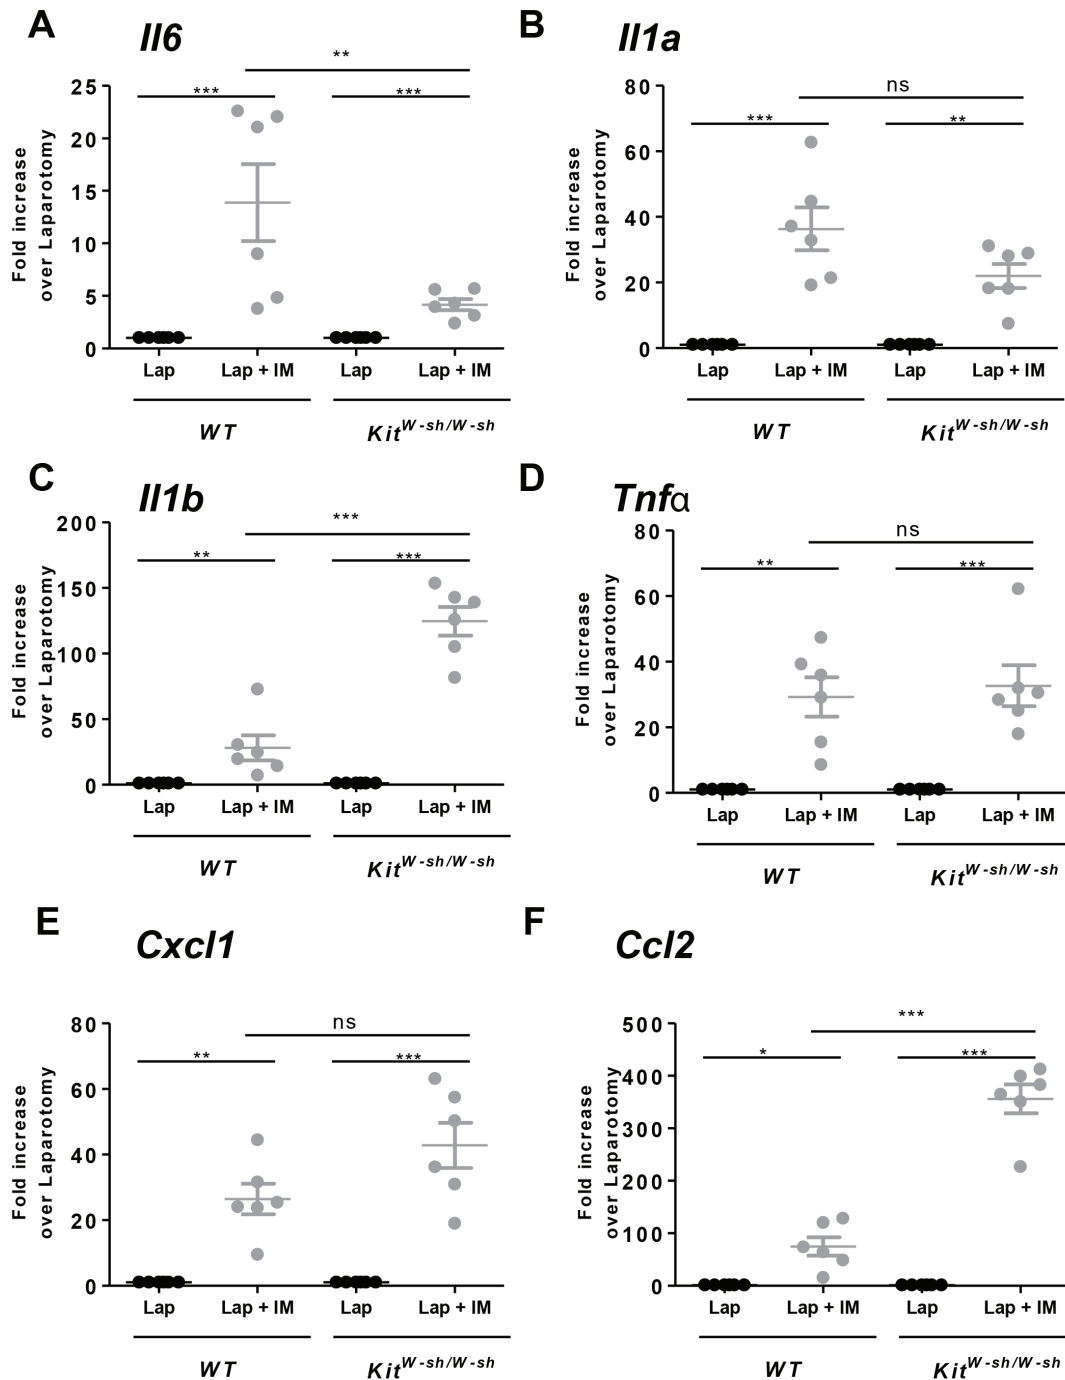 A
Il6
**
***
***
Fold increase
over Laparotomy
25
20
15
10
5
0
Lap
Lap + IM
Lap
Lap + IM
WT
Kit W-sh/W-sh
B
Il1a
ns
***
**
Fold increase
over Laparotomy
80
60
40
20
0
Lap
Lap + IM
Lap
Lap + IM
WT
Kit W-sh/W-sh
C
Il1b
***
**
***
Fold increase
over Laparotomy
200
150
100
50
0
Lap
Lap + IM
Lap
Lap + IM
WT
Kit W-sh/W-sh
D
Tnfα
ns
**
***
Fold increase
over Laparotomy
80
60
40
20
0
Lap
Lap + IM
Lap
Lap + IM
WT
Kit W-sh/W-sh
E
Cxcl1
ns
**
***
Fold increase
over Laparotomy
80
60
40
20
0
Lap
Lap + IM
Lap
Lap + IM
WT
Kit W-sh/W-sh
F
Ccl2
***
*
***
Fold increase
over Laparotomy
500
400
300
200
100
0
Lap
Lap + IM
Lap
Lap + IM
WT
Kit W-sh/W-sh